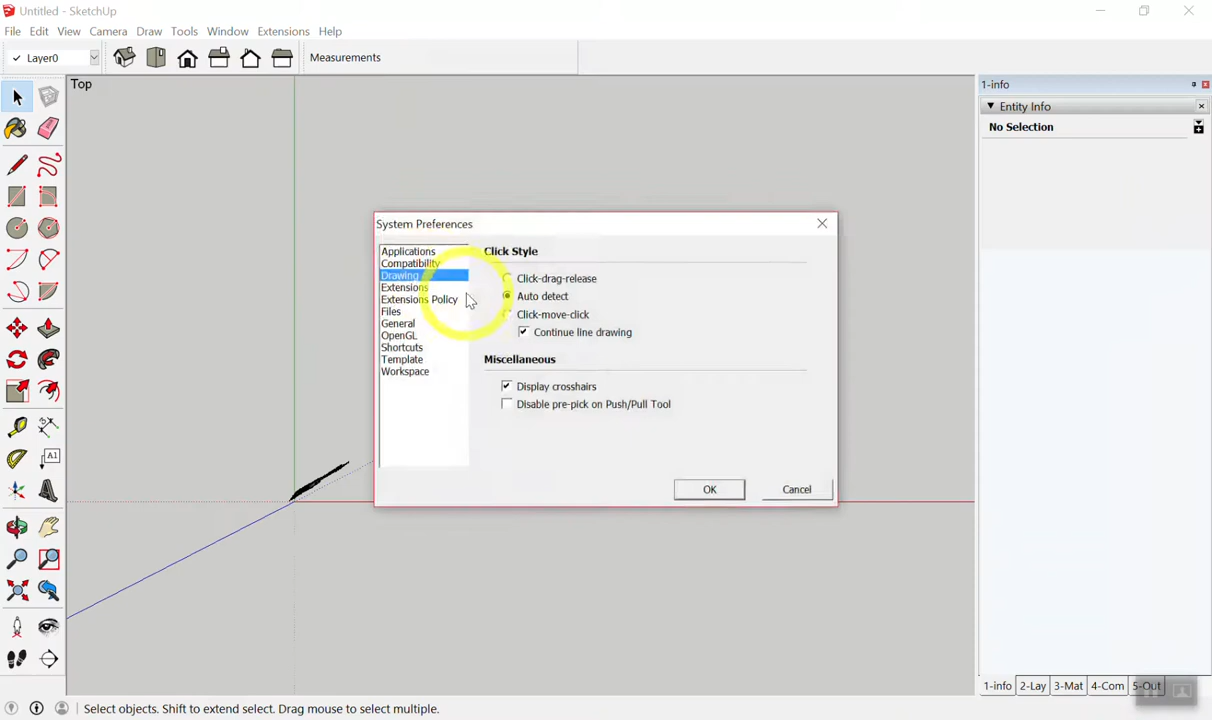 Untitled - SketchUp
File Edit View Camera Draw Tools Window Extensions Help
Layer0
Measurements
Top
1-info
Entity Info
No Selection
System Preferences
Applications
Compatibility
Drawing
Extensions
Extensions Policy
Files
General
OpenGL
Shortcuts
Template
Workspace
Click Style
Click-drag-release
Auto detect
Click-move-click
Continue line drawing
Miscellaneous
Display crosshairs
Disable pre-pick on Push/Pull Tool
OK Cancel
A1
1-info 2-Lay 3-Mat 4-Com 5-Out
Select objects. Shift to extend select. Drag mouse to select multiple.